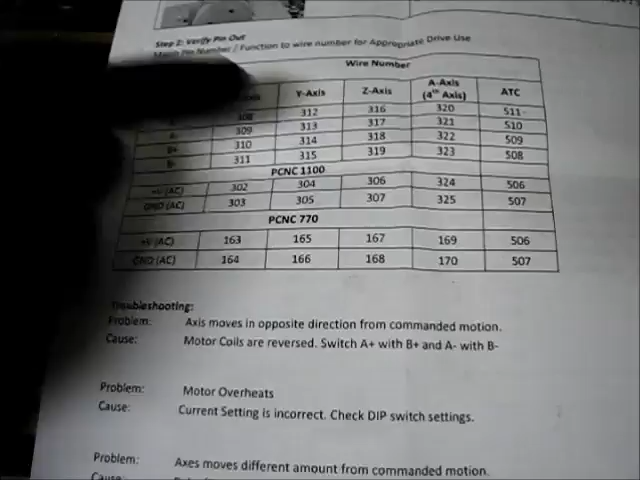 Step 2: Verify Pin Out
Match Pin Number / Function to wire number for Appropriate Drive Use
Wire Number
Y-Axis Z-Axis A-Axis (4th Axis) ATC
308 312 316 320 511
A- 309 313 317 321 510
B+ 310 314 318 322 509
B- 311 315 319 323 508
PCNC 1100
+V (AC) 302 304 306 324 506
GND (AC) 303 305 307 325 507
PCNC 770
+V (AC) 163 165 167 169 506
GND (AC) 164 166 168 170 507
Troubleshooting:
Problem: Axis moves in opposite direction from commanded motion.
Cause: Motor Coils are reversed. Switch A+ with B+ and A- with B-
Problem: Motor Overheats
Cause: Current Setting is incorrect. Check DIP switch settings.
Problem: Axes moves different amount from commanded motion.
Cause: